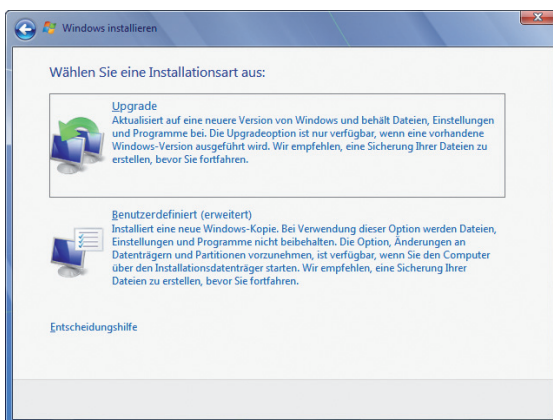 Windows installieren
Wählen Sie eine Installationsart aus:
Upgrade
Aktualisiert auf eine neuere Version von Windows und behält Dateien, Einstellungen
und Programme bei. Die Upgradeoption ist nur verfügbar, wenn eine vorhandene
Windows-Version ausgeführt wird. Wir empfehlen, eine Sicherung Ihrer Dateien zu
erstellen, bevor Sie fortfahren.
Benutzerdefiniert (erweitert)
Installiert eine neue Windows-Kopie. Bei Verwendung dieser Option werden Dateien,
Einstellungen und Programme nicht beibehalten. Die Option, Änderungen an
Datenträgern und Partitionen vorzunehmen, ist verfügbar, wenn Sie den Computer
über den Installationsdatenträger starten. Wir empfehlen, eine Sicherung Ihrer
Dateien zu erstellen, bevor Sie fortfahren.
Entscheidungshilfe